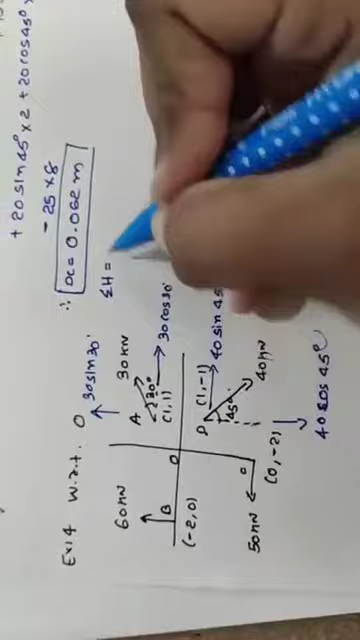 + 20 sin 45° x 2 + 20 cos 45°
- 25 x 8
∴ x = 0.062 m
Ex:4 w.r.t. O
ΣH =
30 sin 30°
30 KN
A
30°
30 cos 30°
(1, 1)
60 KN
B
(-2, 0)
O
(1, -1)
40 sin 45
D
45°
40 KN
40 cos 45°
C
(0, -2)
50 KN